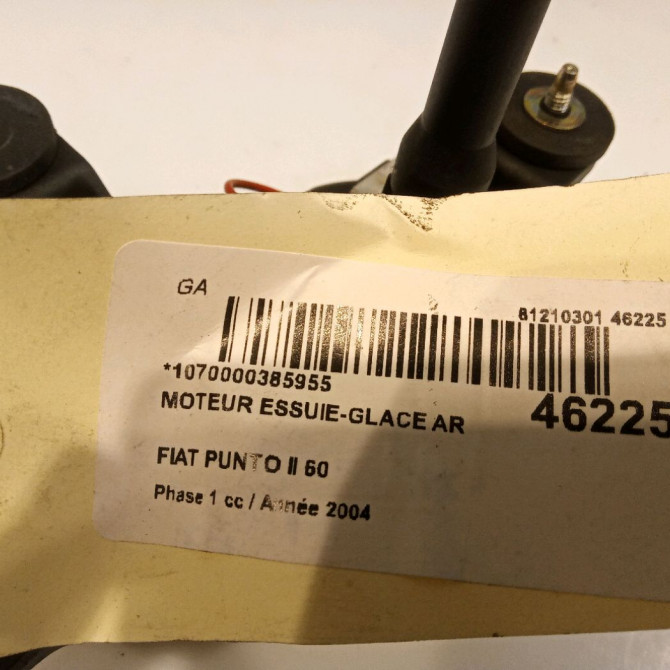 GA
81210301 46225
*1070000385955
MOTEUR ESSUIE-GLACE AR
46225
FIAT PUNTO II 60
Phase 1 cc / Année 2004